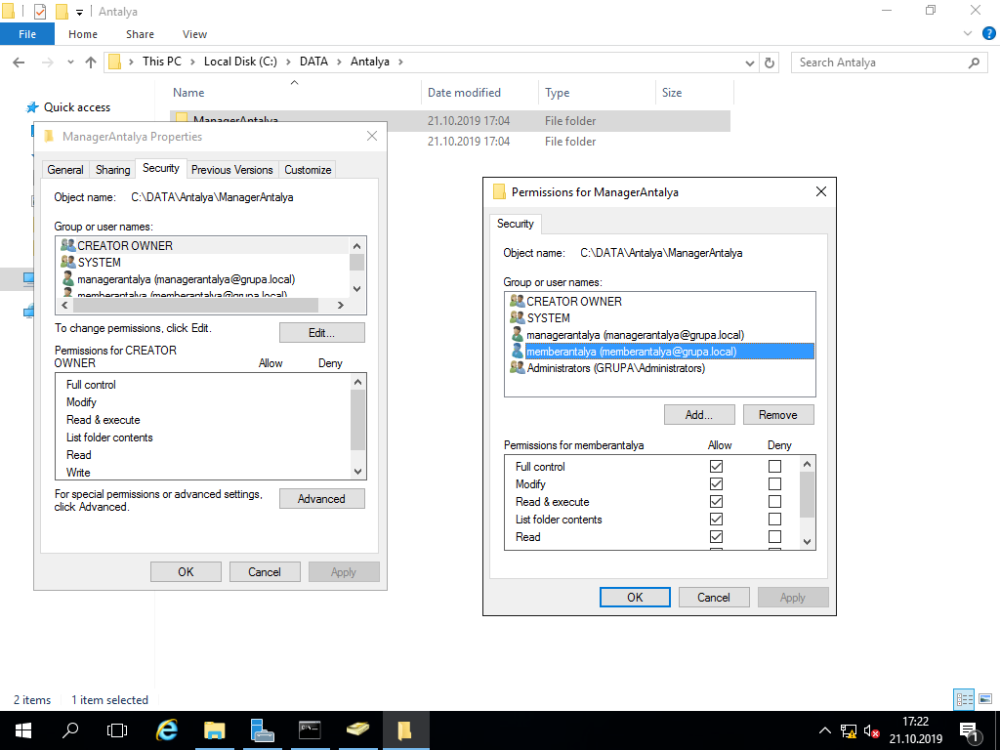 Antalya
File Home Share View
This PC Local Disk (C:) DATA Antalya
Search Antalya
Name Date modified Type Size
Quick access
ManagerAntalya 21.10.2019 17:04 File folder
21.10.2019 17:04 File folder
ManagerAntalya Properties
General Sharing Security Previous Versions Customize
Object name: C:\DATA\Antalya\ManagerAntalya
Group or user names:
CREATOR OWNER
SYSTEM
managerantalya (managerantalya@grupa.local)
memberantalya (memberantalya@grupa.local)
To change permissions, click Edit.
Edit...
Permissions for CREATOR
OWNER Allow Deny
Full control
Modify
Read & execute
List folder contents
Read
Write
For special permissions or advanced settings,
click Advanced.
Advanced
OK Cancel Apply
Permissions for ManagerAntalya
Security
Object name: C:\DATA\Antalya\ManagerAntalya
Group or user names:
CREATOR OWNER
SYSTEM
managerantalya (managerantalya@grupa.local)
memberantalya (memberantalya@grupa.local)
Administrators (GRUPA\Administrators)
Add... Remove
Permissions for memberantalya Allow Deny
Full control
Modify
Read & execute
List folder contents
Read
OK Cancel Apply
2 items 1 item selected
17:22
21.10.2019
1